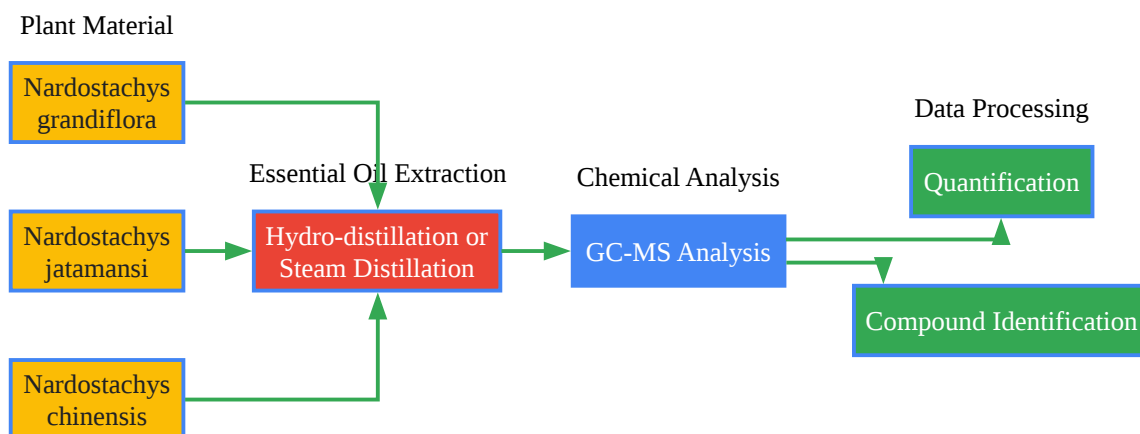 Plant Material
Nardostachys
grandiflora
Nardostachys
jatamansi
Nardostachys
chinensis
Essential Oil Extraction
Hydro-distillation or
Steam Distillation
Chemical Analysis
GC-MS Analysis
Data Processing
Quantification
Compound Identification